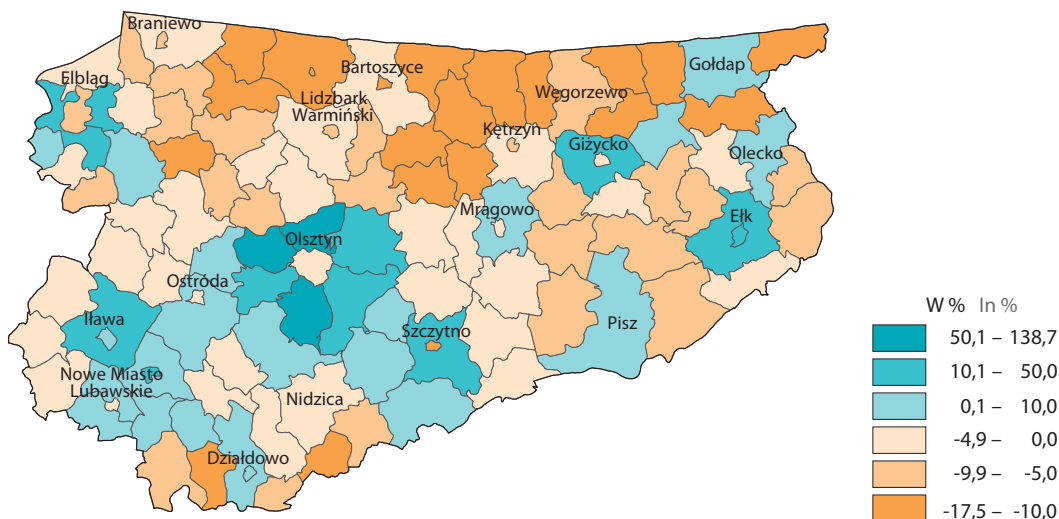 Braniewo
Gołdap
Elbląg
Bartoszyce
Węgorzewo
Lidzbark
Warmiński
Kętrzyn
Giżycko
Olecko
Mrągowo
Ełk
Olsztyn
Ostróda
Iława
Szczytno
Pisz
Nowe Miasto
Lubawskie
Nidzica
Działdowo
W % In %
50,1 – 138,7
10,1 – 50,0
0,1 – 10,0
-4,9 – 0,0
-9,9 – -5,0
-17,5 – -10,0